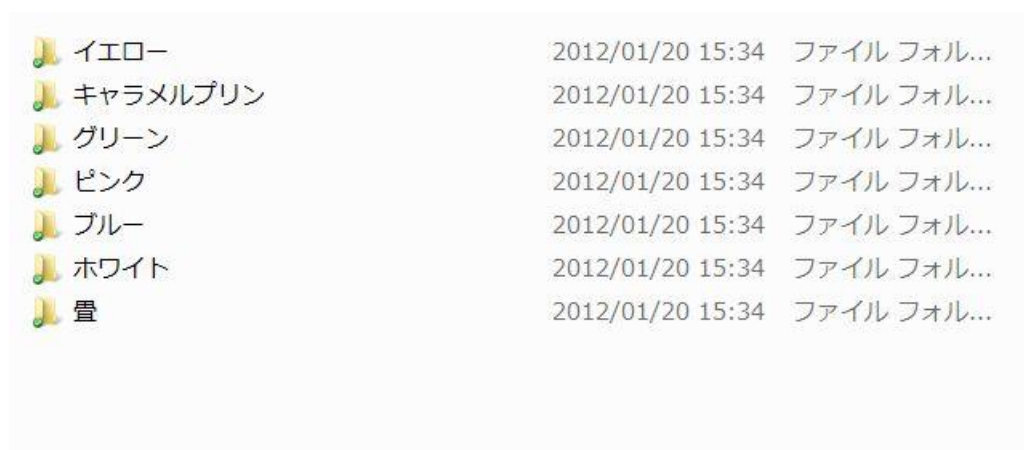 イエロー 2012/01/20 15:34 ファイル フォル...
キャラメルプリン 2012/01/20 15:34 ファイル フォル...
グリーン 2012/01/20 15:34 ファイル フォル...
ピンク 2012/01/20 15:34 ファイル フォル...
ブルー 2012/01/20 15:34 ファイル フォル...
ホワイト 2012/01/20 15:34 ファイル フォル...
畳 2012/01/20 15:34 ファイル フォル...